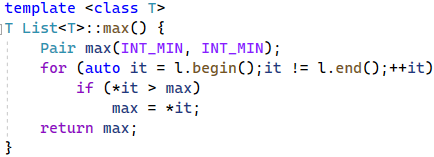 template <class T>
T List<T>::max() {
    Pair max(INT_MIN, INT_MIN);
    for (auto it = l.begin();it != l.end();++it)
        if (*it > max)
            max = *it;
    return max;
}